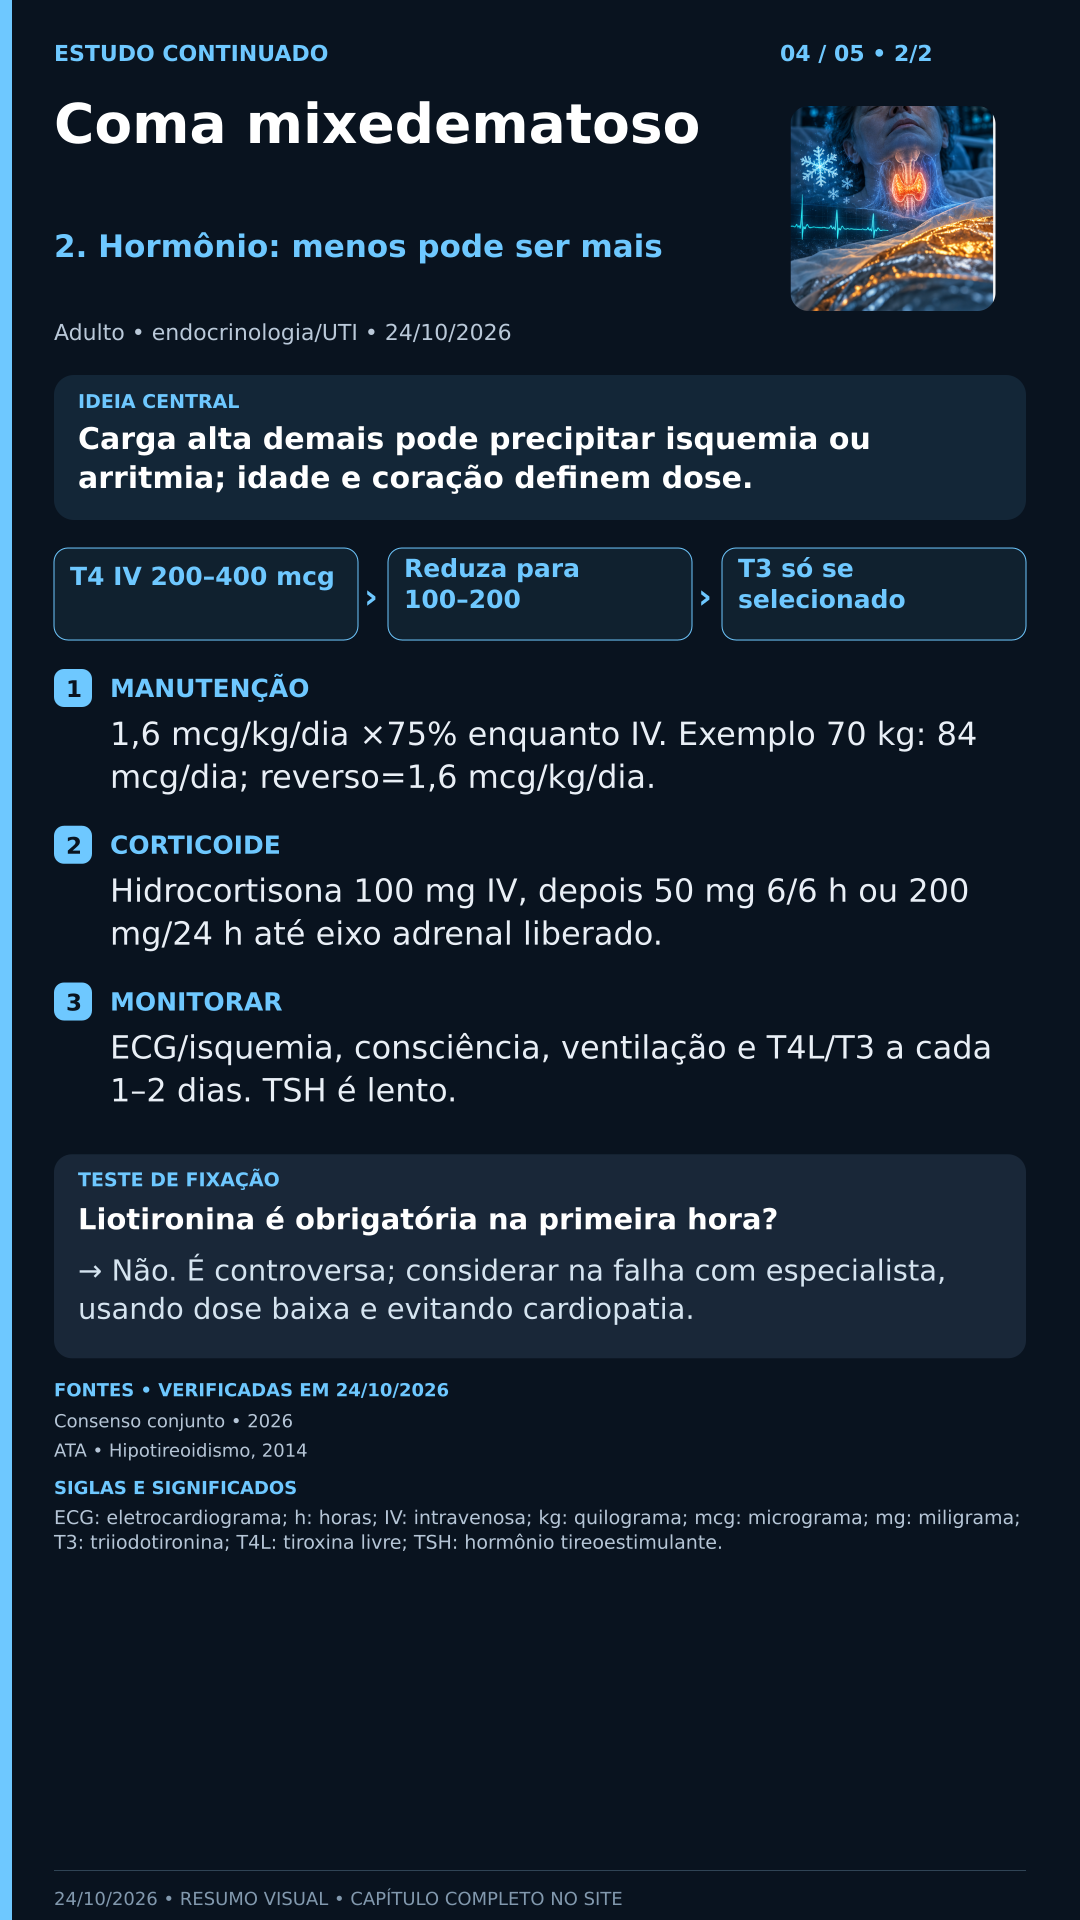 ESTUDO CONTINUADO
04 / 05 • 2/2
Coma mixedematoso
2. Hormônio: menos pode ser mais
Adulto • endocrinologia/UTI • 24/10/2026
IDEIA CENTRAL
Carga alta demais pode precipitar isquemia ou
arritmia; idade e coração definem dose.
T4 IV 200–400 mcg
›
Reduza para
100–200
›
T3 só se
selecionado
1 MANUTENÇÃO
1,6 mcg/kg/dia ×75% enquanto IV. Exemplo 70 kg: 84
mcg/dia; reverso=1,6 mcg/kg/dia.
2 CORTICOIDE
Hidrocortisona 100 mg IV, depois 50 mg 6/6 h ou 200
mg/24 h até eixo adrenal liberado.
3 MONITORAR
ECG/isquemia, consciência, ventilação e T4L/T3 a cada
1–2 dias. TSH é lento.
TESTE DE FIXAÇÃO
Liotironina é obrigatória na primeira hora?
→ Não. É controversa; considerar na falha com especialista,
usando dose baixa e evitando cardiopatia.
FONTES • VERIFICADAS EM 24/10/2026
Consenso conjunto • 2026
ATA • Hipotireoidismo, 2014
SIGLAS E SIGNIFICADOS
ECG: eletrocardiograma; h: horas; IV: intravenosa; kg: quilograma; mcg: micrograma; mg: miligrama;
T3: triiodotironina; T4L: tiroxina livre; TSH: hormônio tireoestimulante.
24/10/2026 • RESUMO VISUAL • CAPÍTULO COMPLETO NO SITE